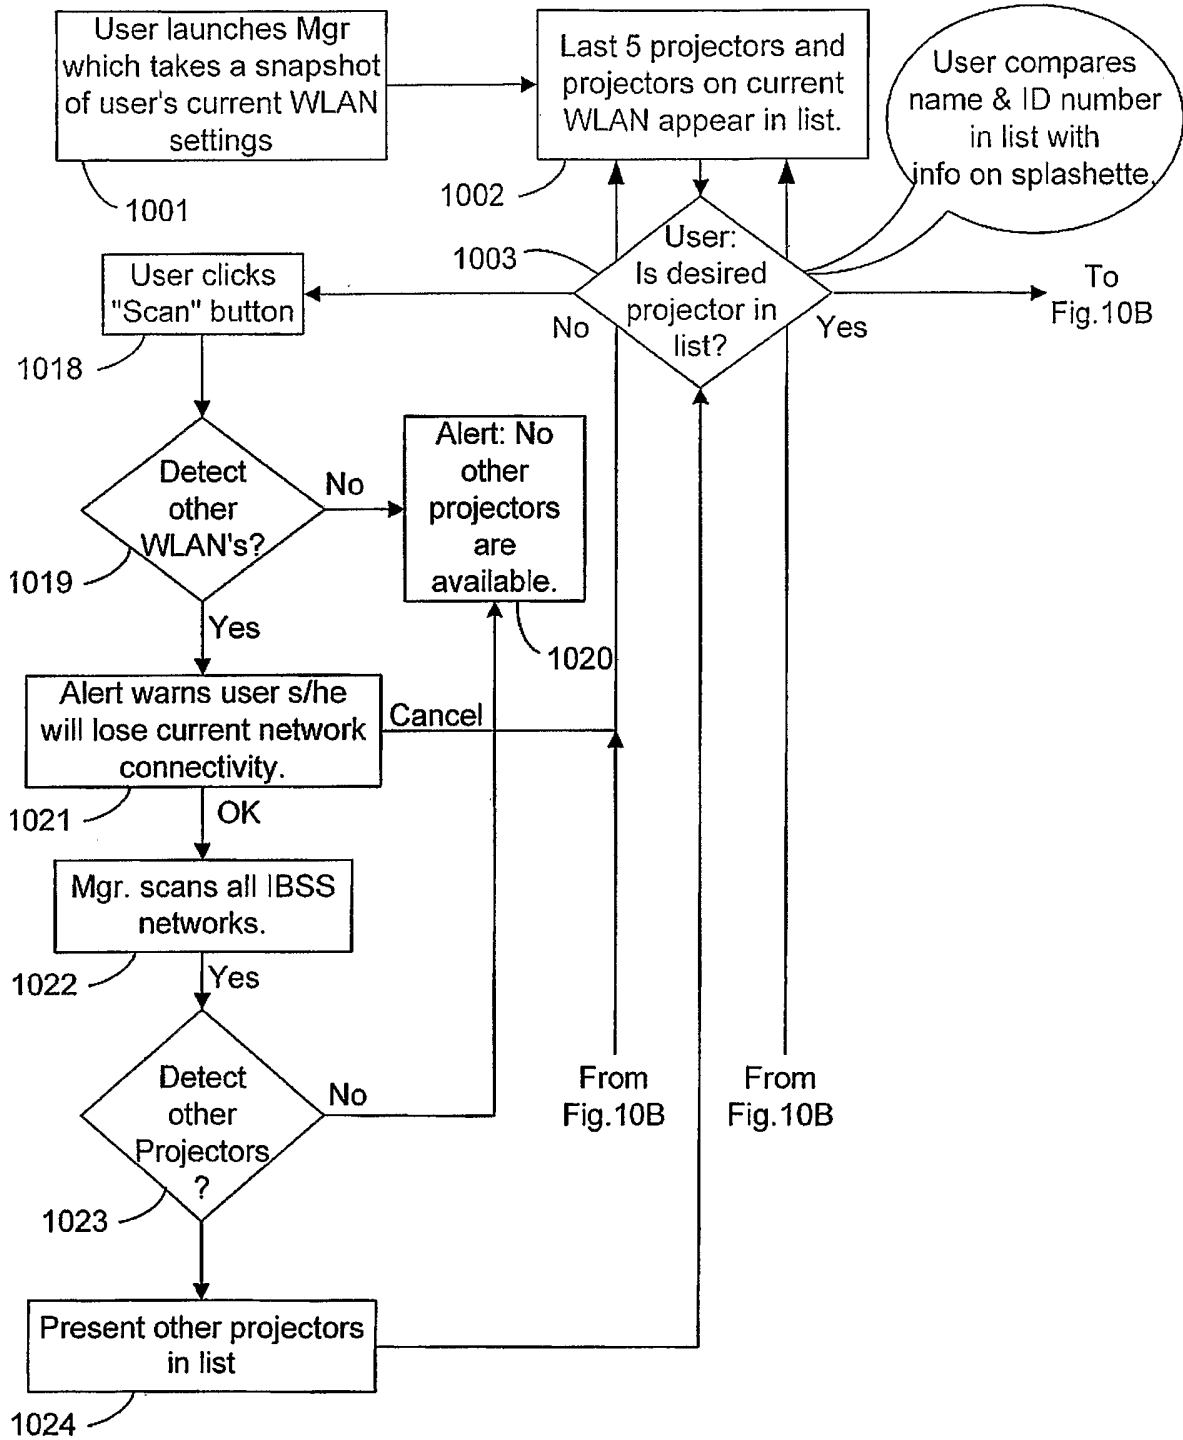 User launches Mgr
which takes a snapshot
of user's current WLAN
settings
1001
Last 5 projectors and
projectors on current
WLAN appear in list.
1002
User compares
name & ID number
in list with
info on splashette.
1003
User:
Is desired
projector in
list?
No
Yes
To
Fig.10B
User clicks
"Scan" button
1018
Detect
other
WLAN's?
1019
No
Yes
Alert: No
other
projectors
are
available.
1020
Alert warns user s/he
will lose current network
connectivity.
1021
Cancel
OK
Mgr. scans all IBSS
networks.
1022
Yes
Detect
other
Projectors
?
1023
No
From
Fig.10B
From
Fig.10B
Present other projectors
in list
1024